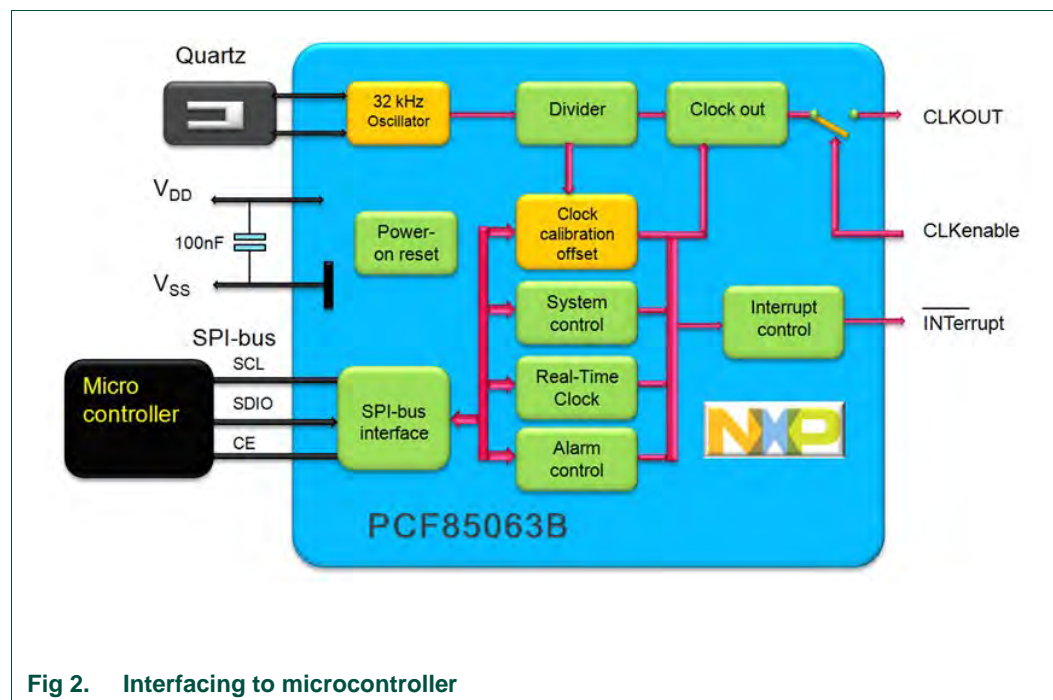 Quartz
32 kHz
Oscillator
Divider
Clock out
CLKOUT
VDD
100nF
VSS
Power-
on reset
Clock
calibration
offset
CLKenable
System
control
Interrupt
control
INTerrupt
SPI-bus
SCL
SDIO
CE
Micro
controller
SPI-bus
interface
Real-Time
Clock
Alarm
control
NXP
PCF85063B
Fig 2. Interfacing to microcontroller